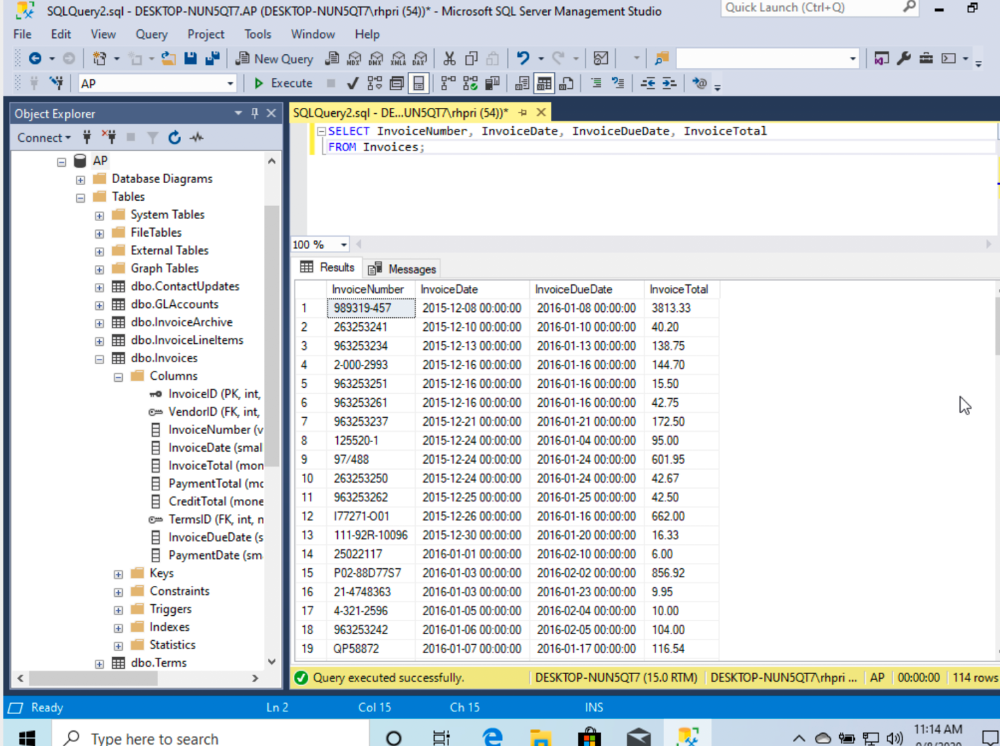 SQLQuery2.sql - DESKTOP-NUN5QT7.AP (DESKTOP-NUN5QT7\rhpri (54))* - Microsoft SQL Server Management Studio
Quick Launch (Ctrl+Q)
File Edit View Query Project Tools Window Help
New Query MDX DMX XMLA DAX
AP Execute
Object Explorer
Connect
AP
Database Diagrams
Tables
System Tables
FileTables
External Tables
Graph Tables
dbo.ContactUpdates
dbo.GLAccounts
dbo.InvoiceArchive
dbo.InvoiceLineItems
dbo.Invoices
Columns
InvoiceID (PK, int,
VendorID (FK, int,
InvoiceNumber (v
InvoiceDate (smal
InvoiceTotal (mon
PaymentTotal (mo
CreditTotal (mone
TermsID (FK, int, n
InvoiceDueDate (s
PaymentDate (sm
Keys
Constraints
Triggers
Indexes
Statistics
dbo.Terms
SQLQuery2.sql - DE...UN5QT7\rhpri (54))*
SELECT InvoiceNumber, InvoiceDate, InvoiceDueDate, InvoiceTotal
FROM Invoices;
100 %
Results Messages
InvoiceNumber InvoiceDate InvoiceDueDate InvoiceTotal
1 989319-457 2015-12-08 00:00:00 2016-01-08 00:00:00 3813.33
2 263253241 2015-12-10 00:00:00 2016-01-10 00:00:00 40.20
3 963253234 2015-12-13 00:00:00 2016-01-13 00:00:00 138.75
4 2-000-2993 2015-12-16 00:00:00 2016-01-16 00:00:00 144.70
5 963253251 2015-12-16 00:00:00 2016-01-16 00:00:00 15.50
6 963253261 2015-12-16 00:00:00 2016-01-16 00:00:00 42.75
7 963253237 2015-12-21 00:00:00 2016-01-21 00:00:00 172.50
8 125520-1 2015-12-24 00:00:00 2016-01-04 00:00:00 95.00
9 97/488 2015-12-24 00:00:00 2016-01-24 00:00:00 601.95
10 263253250 2015-12-24 00:00:00 2016-01-24 00:00:00 42.67
11 963253262 2015-12-25 00:00:00 2016-01-25 00:00:00 42.50
12 I77271-O01 2015-12-26 00:00:00 2016-01-16 00:00:00 662.00
13 111-92R-10096 2015-12-30 00:00:00 2016-01-20 00:00:00 16.33
14 25022117 2016-01-01 00:00:00 2016-02-10 00:00:00 6.00
15 P02-88D77S7 2016-01-03 00:00:00 2016-02-02 00:00:00 856.92
16 21-4748363 2016-01-03 00:00:00 2016-01-23 00:00:00 9.95
17 4-321-2596 2016-01-05 00:00:00 2016-02-04 00:00:00 10.00
18 963253242 2016-01-06 00:00:00 2016-02-05 00:00:00 104.00
19 QP58872 2016-01-07 00:00:00 2016-01-17 00:00:00 116.54
Query executed successfully. DESKTOP-NUN5QT7 (15.0 RTM) DESKTOP-NUN5QT7\rhpri ... AP 00:00:00 114 rows
Ready Ln 2 Col 15 Ch 15 INS
Type here to search
11:14 AM